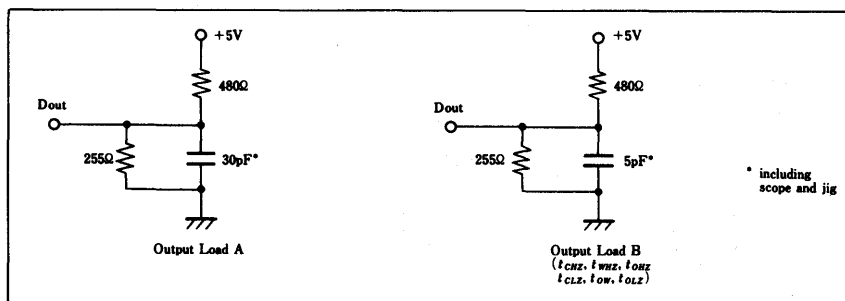 +5V
480Ω
Dout
255Ω
30pF*
Output Load A
+5V
480Ω
Dout
255Ω
5pF*
Output Load B
(tCHZ, tWHZ, tOHZ
tCLZ, tOW, tOLZ)
* including
scope and jig